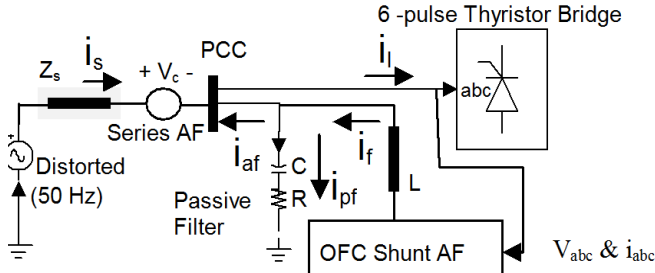 6 -pulse Thyristor Bridge
PCC
Zs
is
+ Vc -
il
abc
Series AF
iaf
if
Distorted
(50 Hz)
C
R
ipf
L
Passive
Filter
OFC Shunt AF
Vabc & iabc